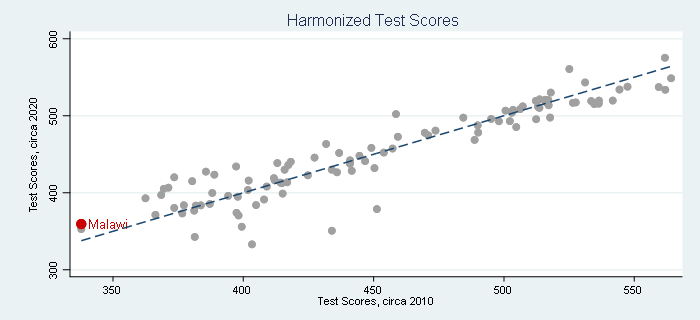 Harmonized Test Scores
Test Scores, circa 2020
600
500
400
300
Malawi
350
400
450
500
550
Test Scores, circa 2010